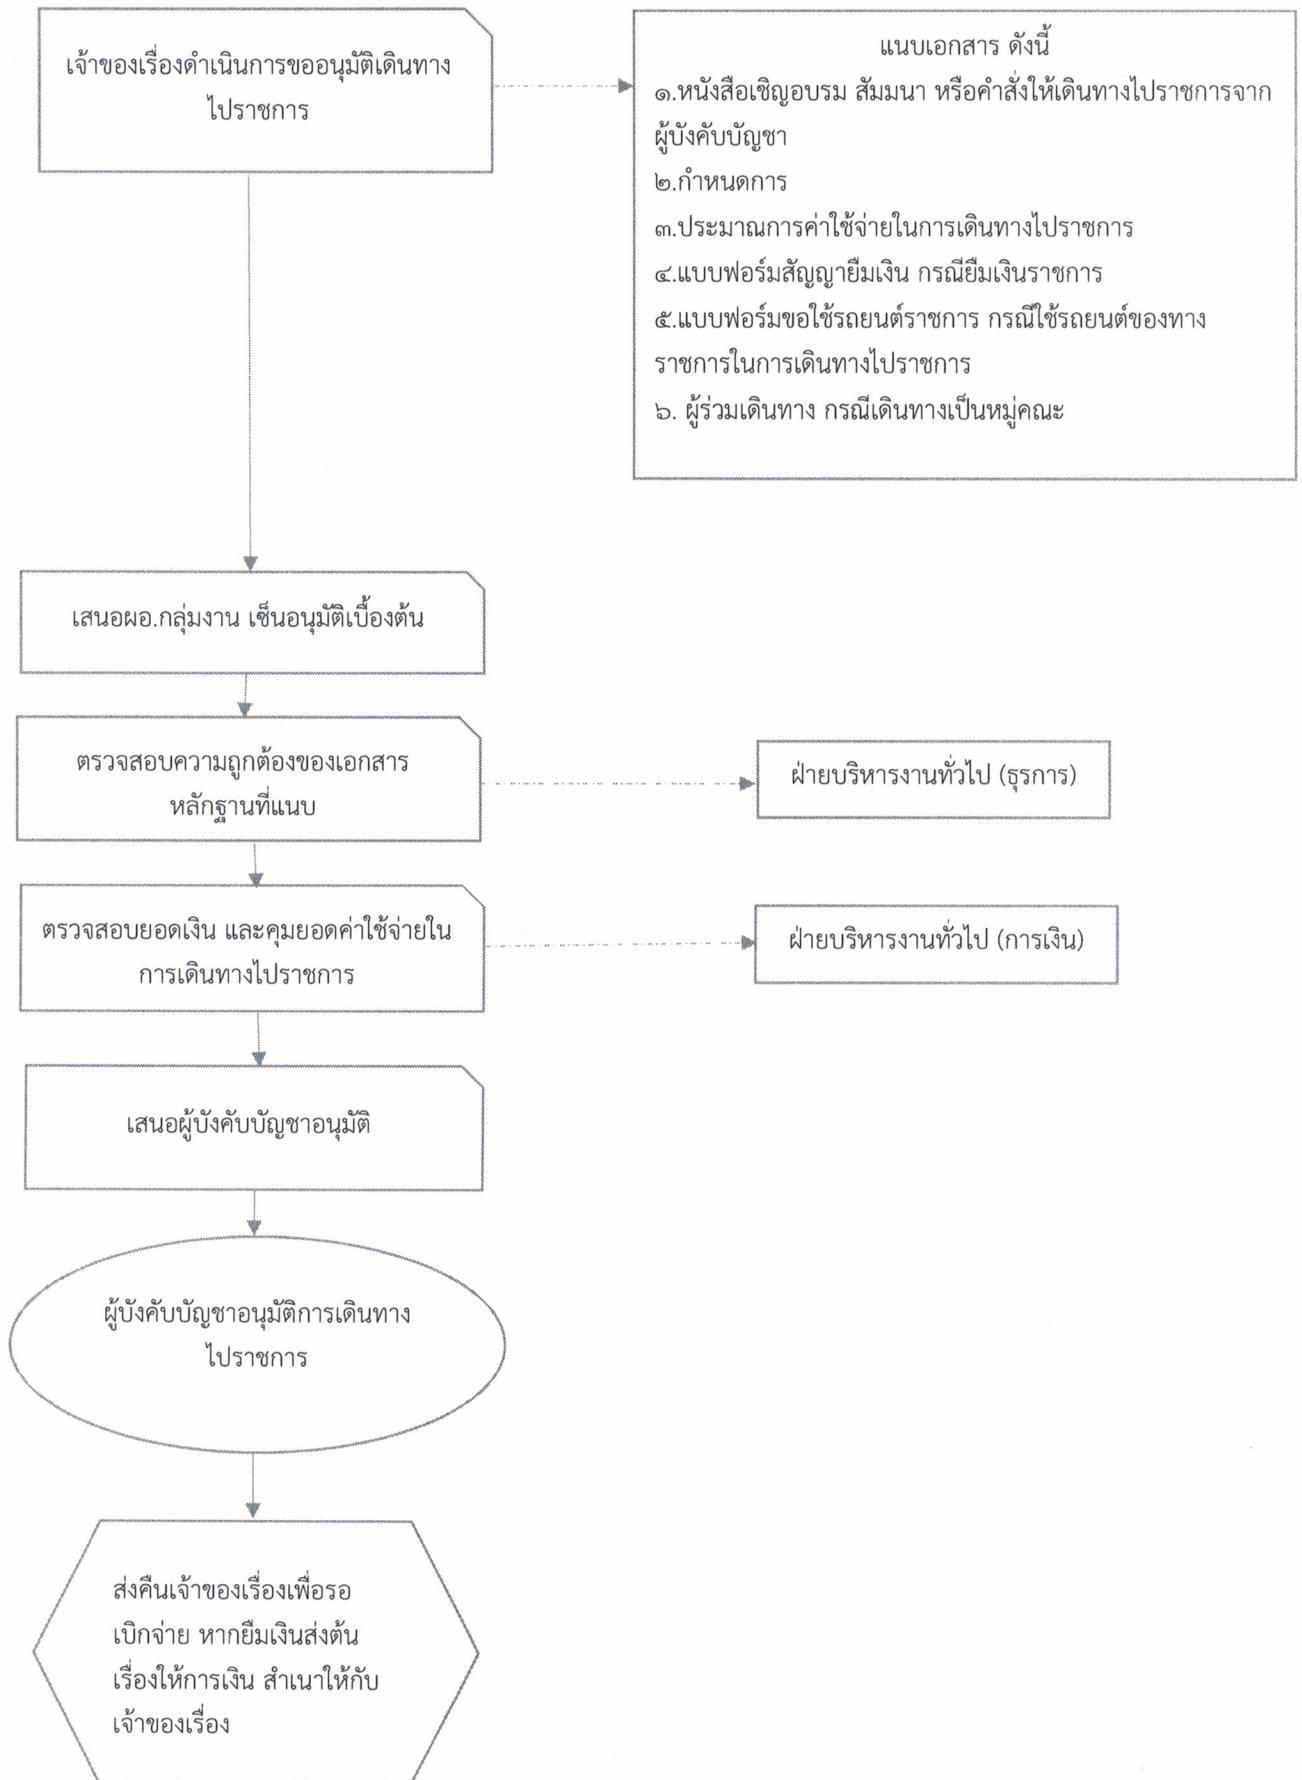 เจ้าของเรื่องดำเนินการขออนุมัติเดินทาง
ไปราชการ
แนบเอกสาร ดังนี้
๑.หนังสือเชิญอบรม สัมมนา หรือคำสั่งให้เดินทางไปราชการจาก
ผู้บังคับบัญชา
๒.กำหนดการ
๓.ประมาณการค่าใช้จ่ายในการเดินทางไปราชการ
๔.แบบฟอร์มสัญญายืมเงิน กรณียืมเงินราชการ
๕.แบบฟอร์มขอใช้รถยนต์ราชการ กรณีใช้รถยนต์ของทาง
ราชการในการเดินทางไปราชการ
๖. ผู้ร่วมเดินทาง กรณีเดินทางเป็นหมู่คณะ
เสนอผอ.กลุ่มงาน เซ็นอนุมัติเบื้องต้น
ตรวจสอบความถูกต้องของเอกสาร
หลักฐานที่แนบ
ฝ่ายบริหารงานทั่วไป (ธุรการ)
ตรวจสอบยอดเงิน และคุมยอดค่าใช้จ่ายใน
การเดินทางไปราชการ
ฝ่ายบริหารงานทั่วไป (การเงิน)
เสนอผู้บังคับบัญชาอนุมัติ
ผู้บังคับบัญชาอนุมัติการเดินทาง
ไปราชการ
ส่งคืนเจ้าของเรื่องเพื่อรอ
เบิกจ่าย หากยืมเงินส่งต้น
เรื่องให้การเงิน สำเนาให้กับ
เจ้าของเรื่อง